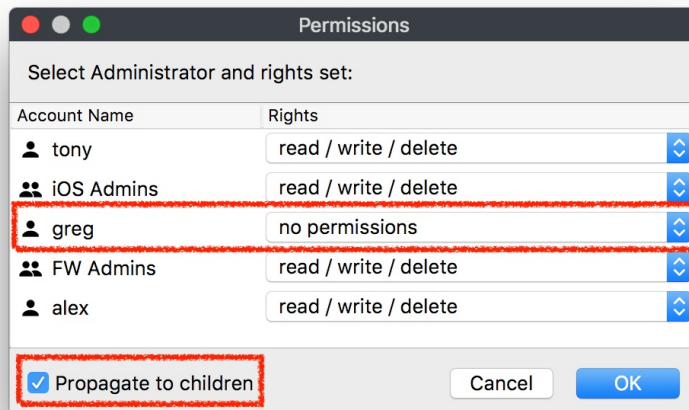 Permissions
Select Administrator and rights set:
Account Name Rights
tony read / write / delete
iOS Admins read / write / delete
greg no permissions
FW Admins read / write / delete
alex read / write / delete
Propagate to children Cancel OK